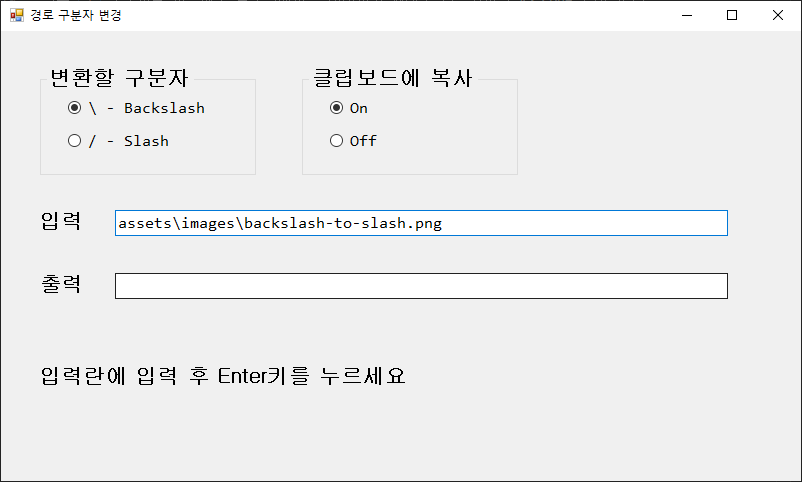 경로 구분자 변경
변환할 구분자
\ - Backslash
/ - Slash
클립보드에 복사
On
Off
입력
assets\images\backslash-to-slash.png
출력
입력란에 입력 후 Enter키를 누르세요